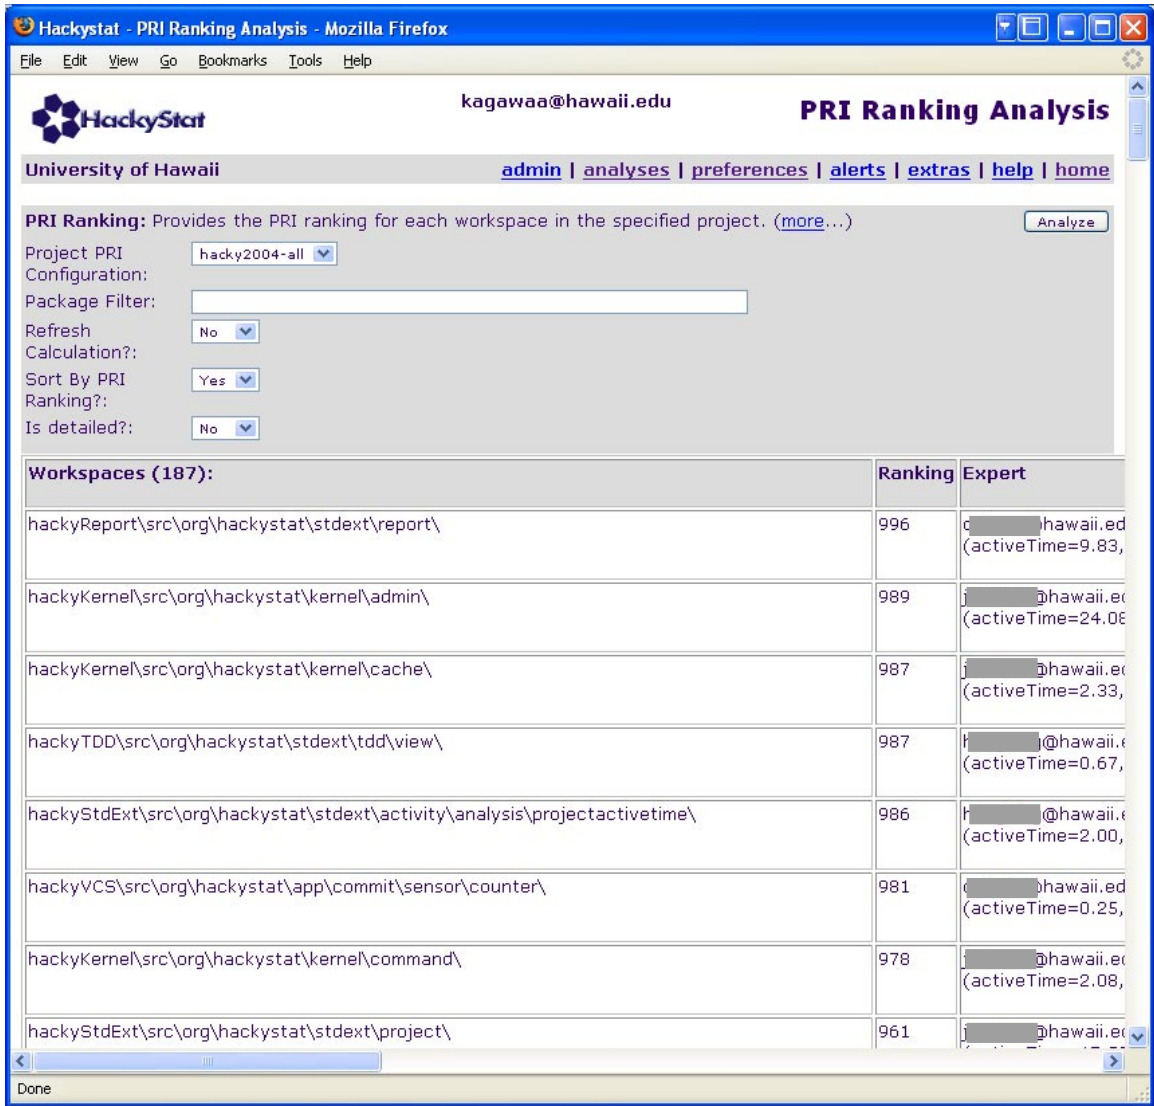 Hackystat - PRI Ranking Analysis - Mozilla Firefox
File Edit View Go Bookmarks Tools Help
HackyStat
kagawaa@hawaii.edu
PRI Ranking Analysis
University of Hawaii
admin | analyses | preferences | alerts | extras | help | home
PRI Ranking: Provides the PRI ranking for each workspace in the specified project. (more...)
Analyze
Project PRI
Configuration:
hacky2004-all
Package Filter:
Refresh
Calculation?:
No
Sort By PRI
Ranking?:
Yes
Is detailed?:
No
Workspaces (187): Ranking Expert
hackyReport\src\org\hackystat\stdext\report\ 996 hawaii.ed
(activeTime=9.83,
hackyKernel\src\org\hackystat\kernel\admin\ 989 j @hawaii.ed
(activeTime=24.08
hackyKernel\src\org\hackystat\kernel\cache\ 987 j @hawaii.ed
(activeTime=2.33,
hackyTDD\src\org\hackystat\stdext\tdd\view\ 987 h @hawaii.e
(activeTime=0.67,
hackyStdExt\src\org\hackystat\stdext\activity\analysis\projectactivetime\ 986 h @hawaii.e
(activeTime=2.00,
hackyVCS\src\org\hackystat\app\commit\sensor\counter\ 981 hawaii.ed
(activeTime=0.25,
hackyKernel\src\org\hackystat\kernel\command\ 978 j @hawaii.ed
(activeTime=2.08,
hackyStdExt\src\org\hackystat\stdext\project\ 961 j @hawaii.ed
Done